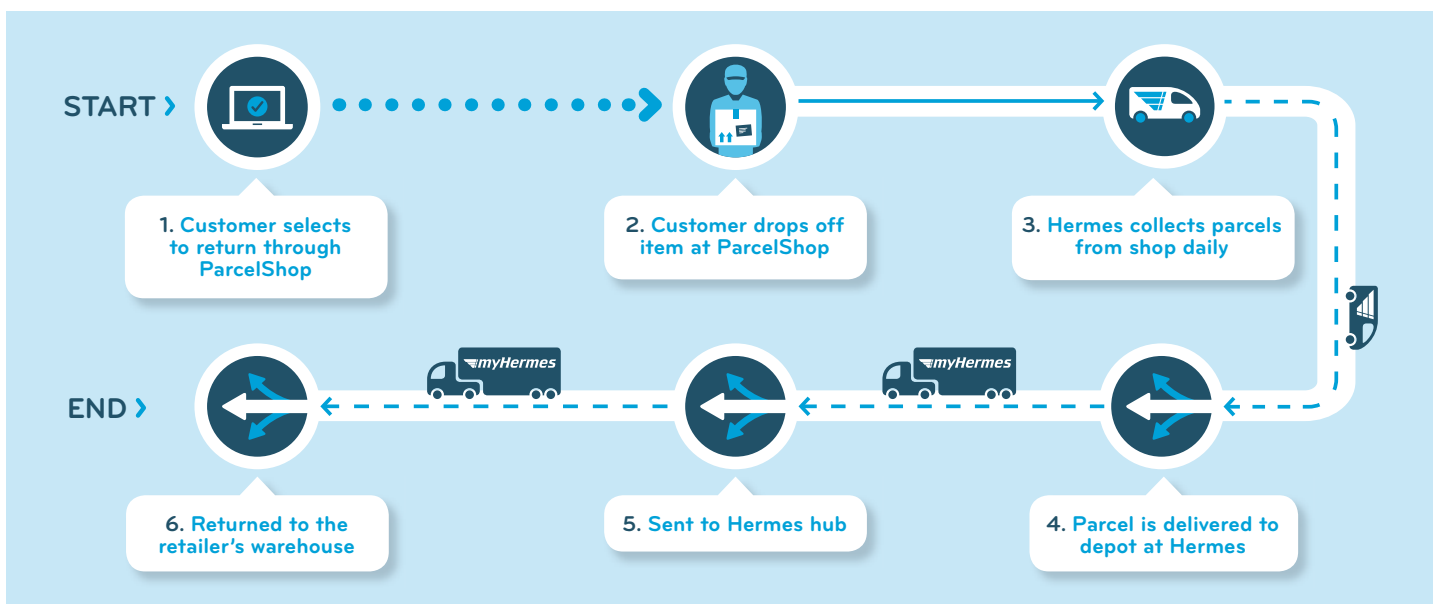 START
1. Customer selects
to return through
ParcelShop
2. Customer drops off
item at ParcelShop
3. Hermes collects parcels
from shop daily
END
myHermes
myHermes
6. Returned to the
retailer’s warehouse
5. Sent to Hermes hub
4. Parcel is delivered to
depot at Hermes